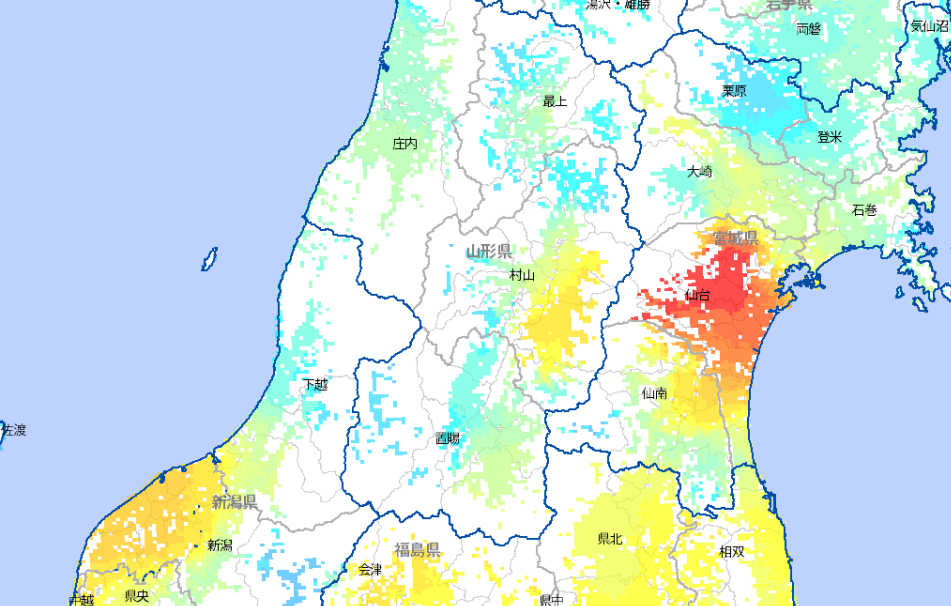 湯沢・雄勝
岩手県
両磐
気仙沼
栗原
最上
登米
庄内
大崎
石巻
宮城県
山形県
村山
仙台
下越
仙南
佐渡
置賜
新潟県
新潟
県北
相双
福島県
会津
県央
中越
県中